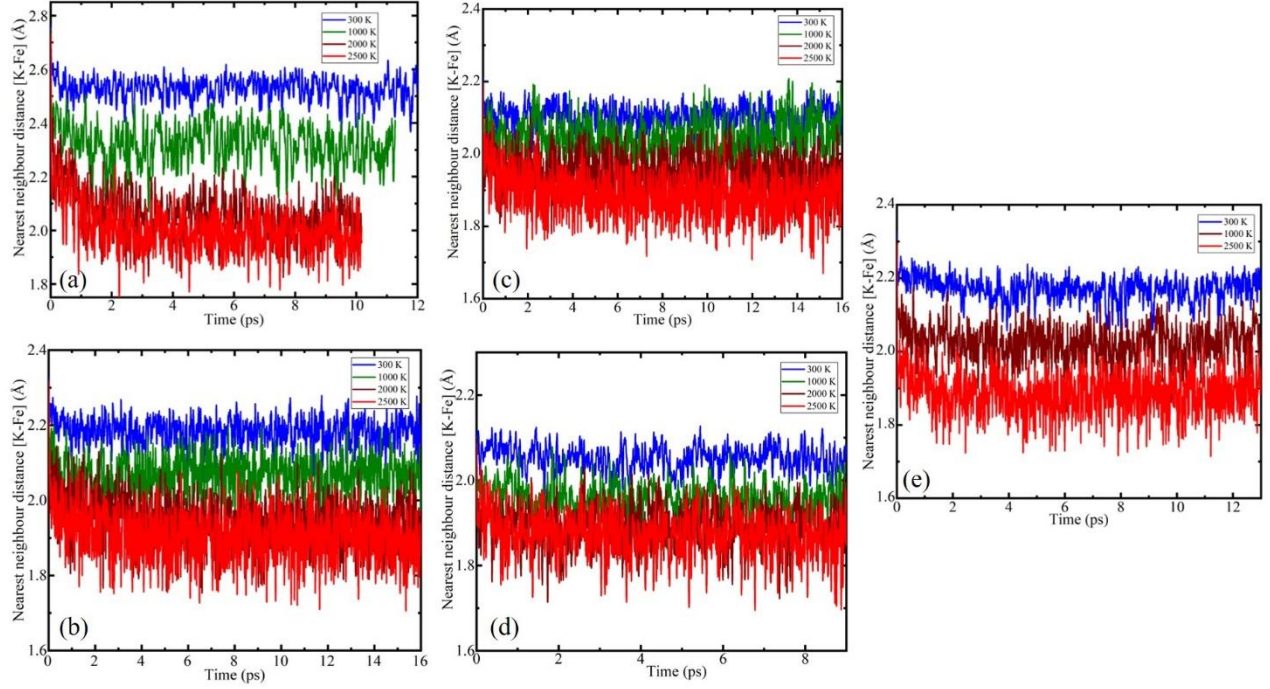 Nearest neighbour distance [K-Fe] (Å)
2.8
2.6
2.4
2.2
2.0
1.8
300 K
1000 K
2000 K
2500 K
(a)
0 2 4 6 8 10 12
Time (ps)
Nearest neighbour distance [K-Fe] (Å)
2.4
2.2
2.0
1.8
1.6
300 K
1000 K
2000 K
2500 K
(c)
0 2 4 6 8 10 12 14 16
Time (ps)
Nearest neighbour distance [K-Fe] (Å)
2.4
2.2
2.0
1.8
1.6
300 K
1000 K
2500 K
(e)
0 2 4 6 8 10 12
Time (ps)
Nearest neighbour distance [K-Fe] (Å)
2.4
2.2
2.0
1.8
1.6
300 K
1000 K
2000 K
2500 K
(b)
0 2 4 6 8 10 12 14 16
Time (ps)
Nearest neighbour distance [K-Fe] (Å)
2.2
2.0
1.8
1.6
300 K
1000 K
2000 K
2500 K
(d)
0 2 4 6 8
Time (ps)